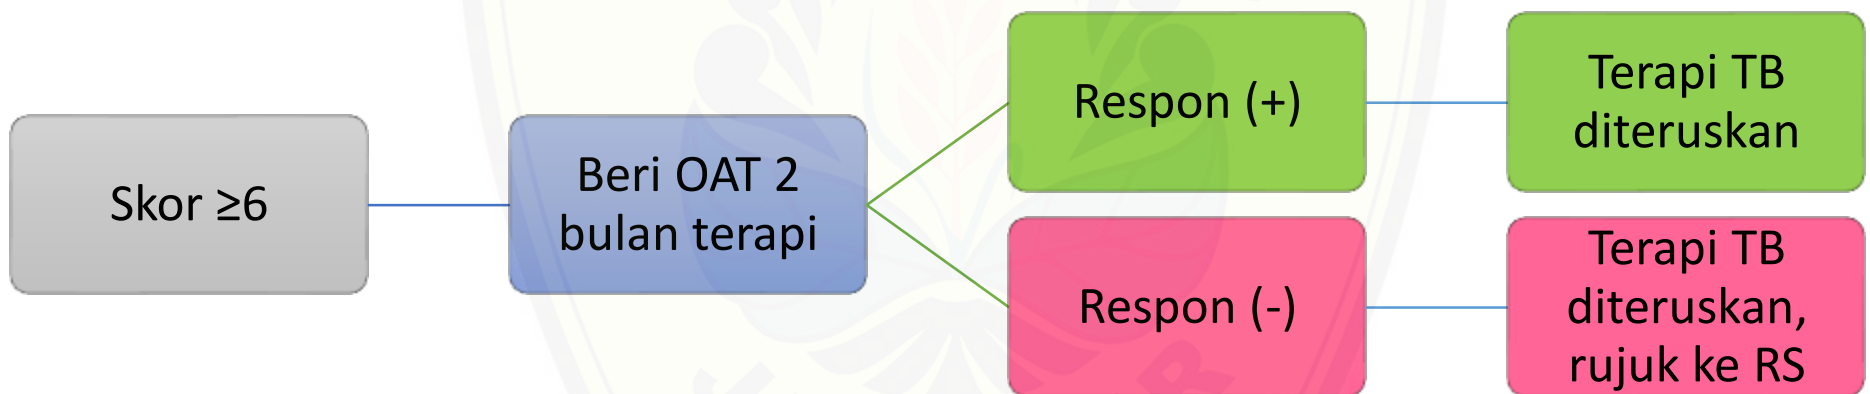 Skor ≥6
Beri OAT 2
bulan terapi
Respon (+)
Terapi TB
diteruskan
Respon (-)
Terapi TB
diteruskan,
rujuk ke RS